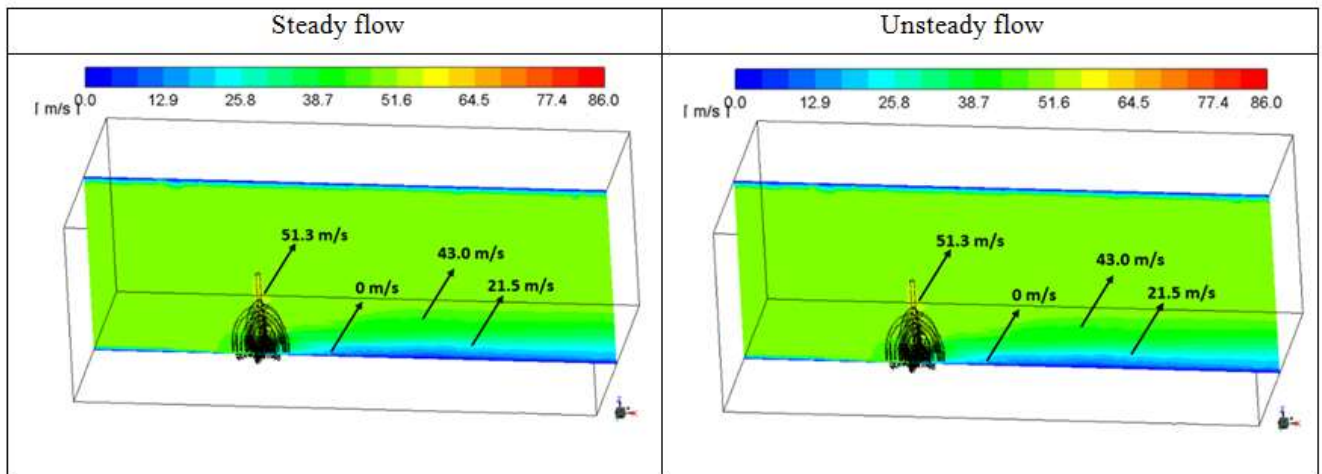 Steady flow
Unsteady flow
[ m/s ]
0.0 12.9 25.8 38.7 51.6 64.5 77.4 86.0
51.3 m/s
43.0 m/s
0 m/s
21.5 m/s
[ m/s ]
0.0 12.9 25.8 38.7 51.6 64.5 77.4 86.0
51.3 m/s
43.0 m/s
0 m/s
21.5 m/s